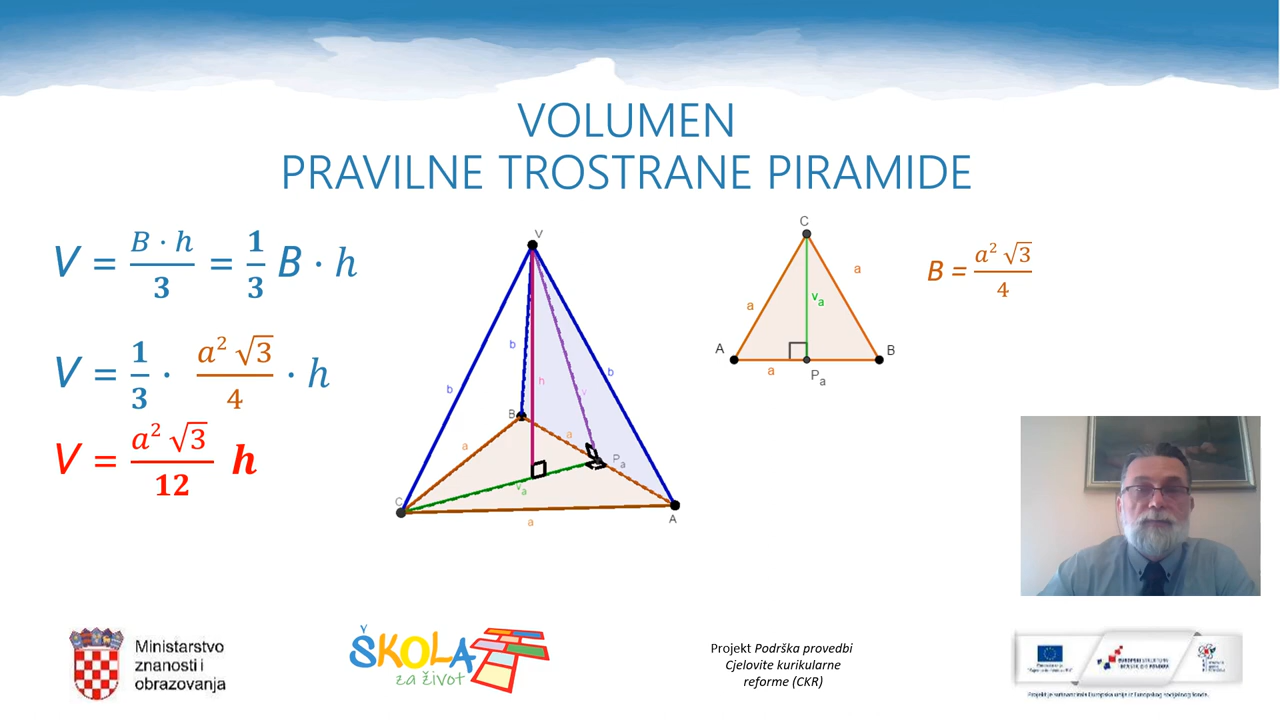 VOLUMEN
PRAVILNE TROSTRANE PIRAMIDE
V = B · h / 3 = 1/3 B · h
V = 1/3 · a² √3 / 4 · h
V = a² √3 / 12 h
V
b
b
b
h
B
a
a
Pₐ
vₐ
C
A
a
C
a
a
vₐ
A
B
a
Pₐ
B = a² √3 / 4
Ministarstvo
znanosti i
obrazovanja
ŠKOLA
za život
Projekt Podrška provedbi
Cjelovite kurikularne
reforme (CKR)